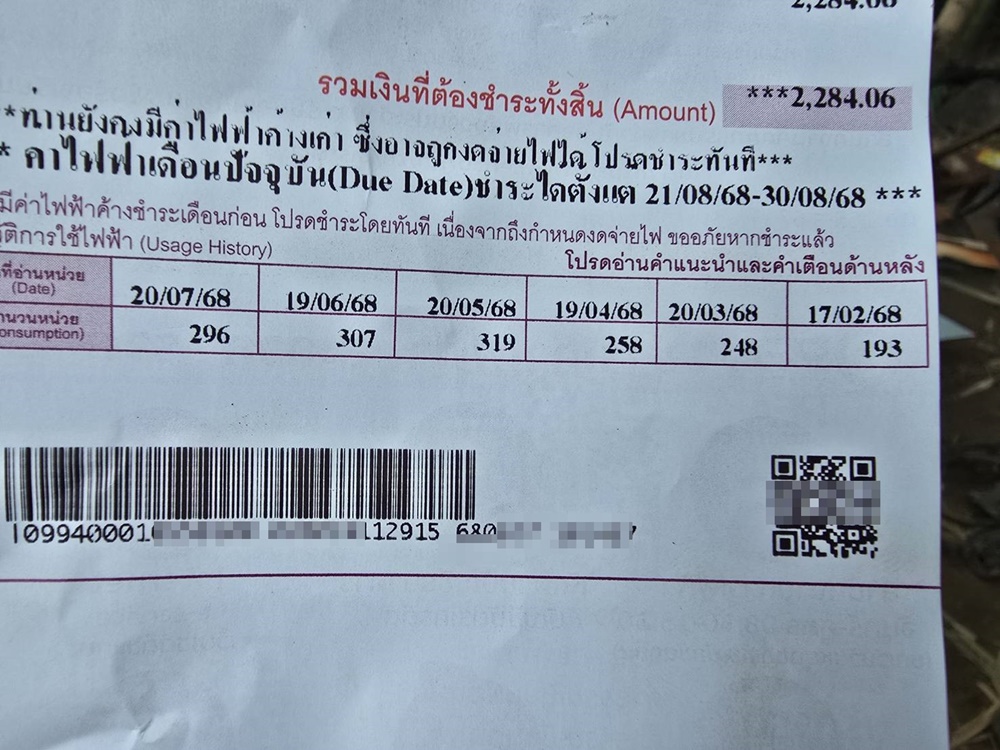 2,284.06
รวมเงินที่ต้องชำระทั้งสิ้น (Amount) ***2,284.06
*ท่านยังคงมีค่าไฟฟ้าค้างเก่า ซึ่งอาจถูกงดจ่ายไฟได้ โปรดชำระทันที***
* ค่าไฟฟ้าเดือนปัจจุบัน(Due Date)ชำระได้ตั้งแต่ 21/08/68-30/08/68 ***
มีค่าไฟฟ้าค้างชำระเดือนก่อน โปรดชำระโดยทันที เนื่องจากถึงกำหนดงดจ่ายไฟ ขออภัยหากชำระแล้ว
ัติการใช้ไฟฟ้า (Usage History)
โปรดอ่านคำแนะนำและคำเตือนด้านหลัง
ที่อ่านหน่วย (Date) 20/07/68 19/06/68 20/05/68 19/04/68 20/03/68 17/02/68
ำนวนหน่วย onsumption) 296 307 319 258 248 193
|099400016 112915 680